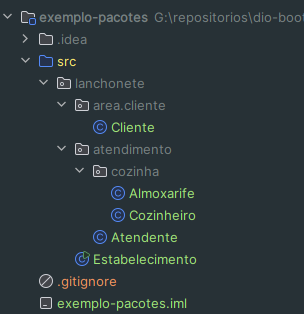 exemplo-pacotes G:\repositorios\dio-boo
.idea
src
lanchonete
area.cliente
Cliente
atendimento
cozinha
Almoxarife
Cozinheiro
Atendente
Estabelecimento
.gitignore
exemplo-pacotes.iml